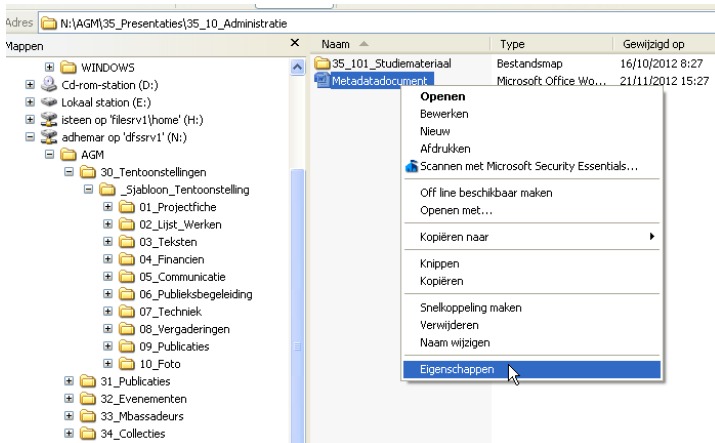 Adres N:\AGM\35_Presentaties\35_10_Administratie
Mappen
WINDOWS
Cd-rom-station (D:)
Lokaal station (E:)
isteen op 'filesrv1\home' (H:)
adhemar op 'dfssrv1' (N:)
AGM
30_Tentoonstellingen
_Sjabloon_Tentoonstelling
01_Projectfiche
02_Lijst_Werken
03_Teksten
04_Financien
05_Communicatie
06_Publieksbegeleiding
07_Techniek
08_Vergaderingen
09_Publicaties
10_Foto
31_Publicaties
32_Evenementen
33_Mbassadeurs
34_Collecties
Naam Type Gewijzigd op
35_101_Studiemateriaal Bestandsmap 16/10/2012 8:27
Metadatadocument Microsoft Office Wo... 21/11/2012 15:27
Openen
Bewerken
Nieuw
Afdrukken
Scannen met Microsoft Security Essentials...
Off line beschikbaar maken
Openen met...
Kopiëren naar
Knippen
Kopiëren
Snelkoppeling maken
Verwijderen
Naam wijzigen
Eigenschappen